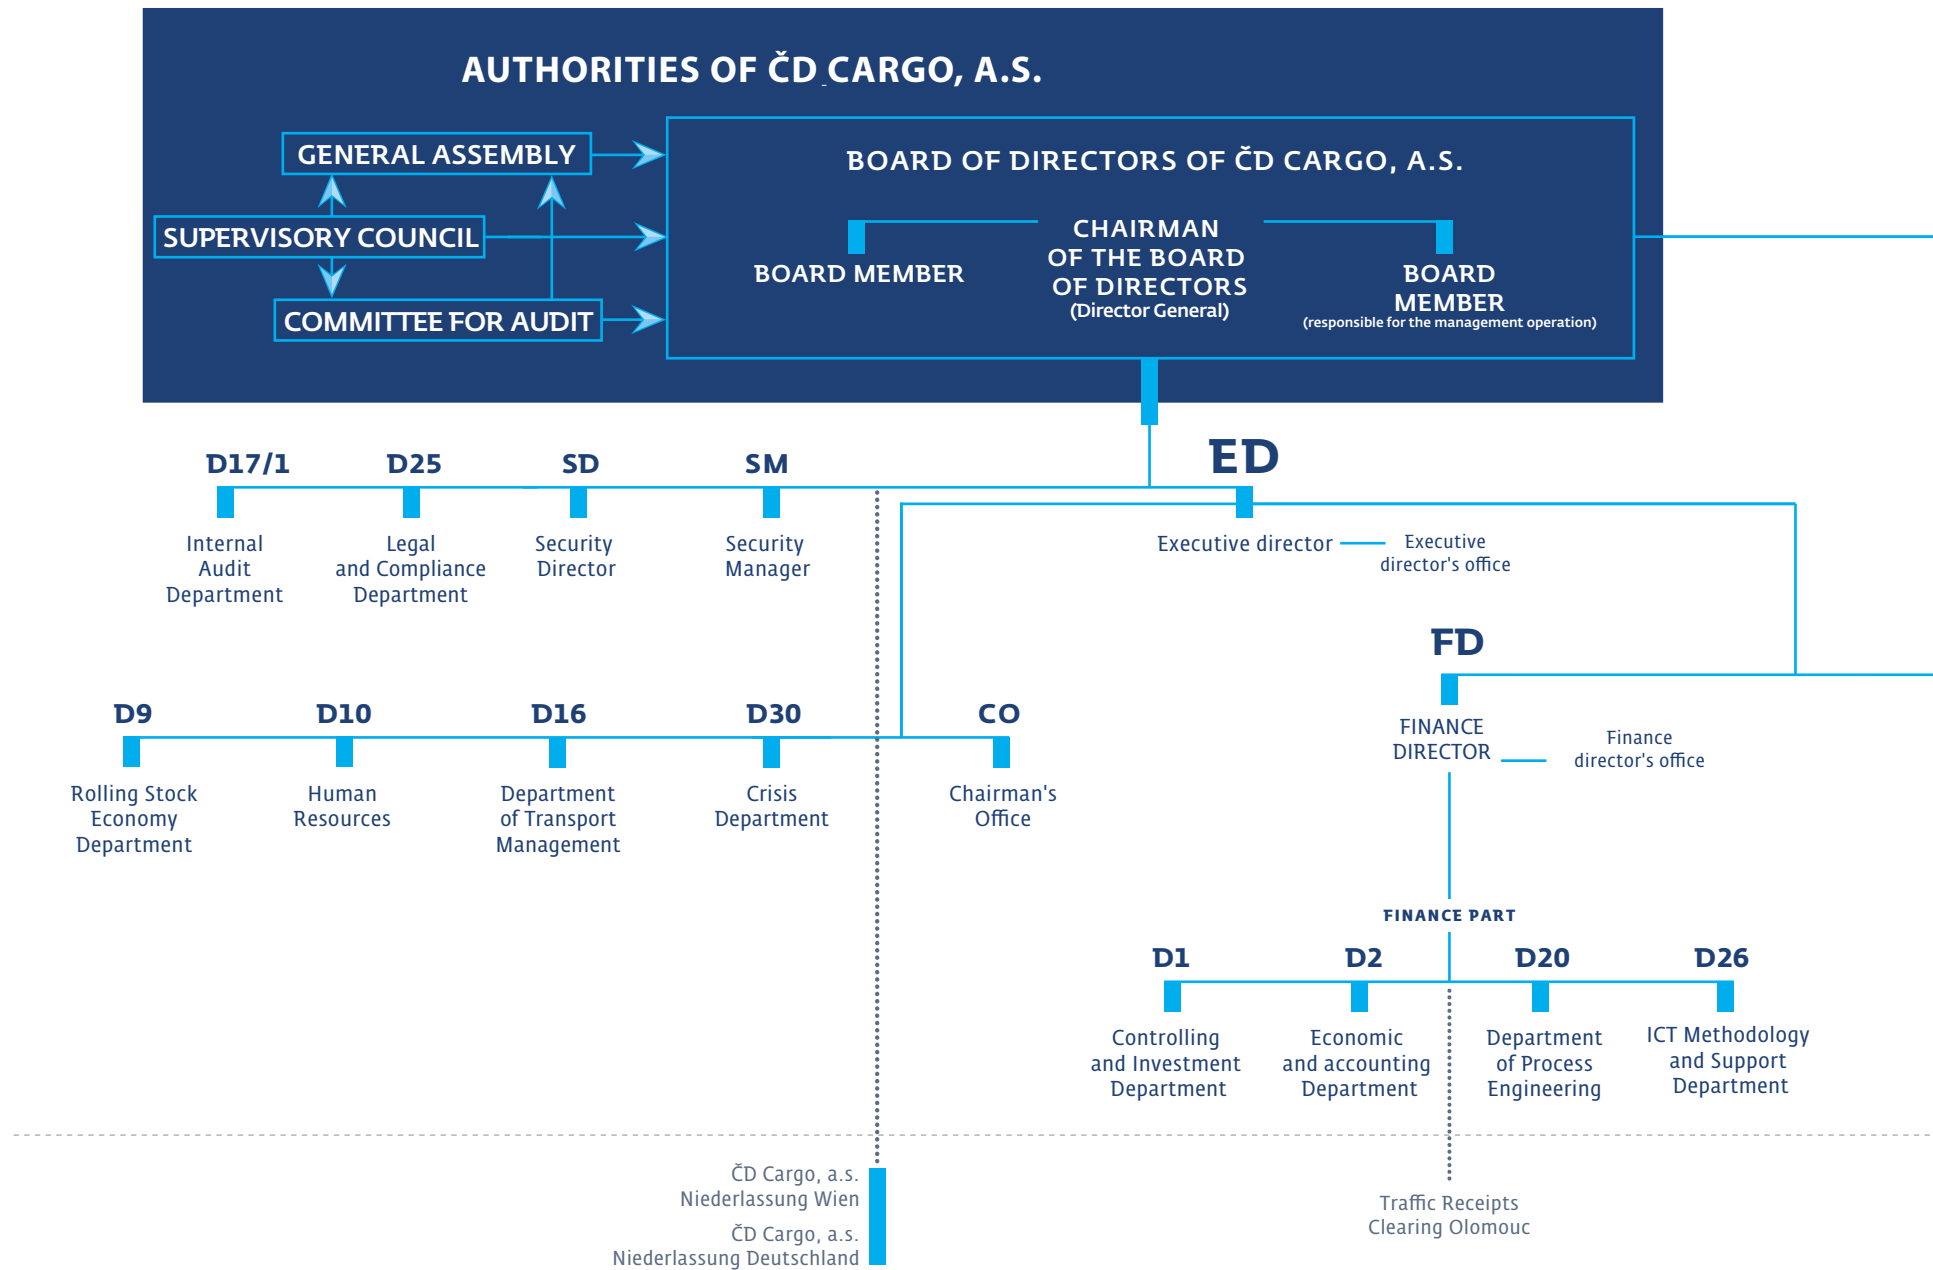 AUTHORITIES OF ČD CARGO, A.S.
GENERAL ASSEMBLY
SUPERVISORY COUNCIL
COMMITTEE FOR AUDIT
BOARD OF DIRECTORS OF ČD CARGO, A.S.
BOARD MEMBER
CHAIRMAN
OF THE BOARD
OF DIRECTORS
(Director General)
BOARD
MEMBER
(responsible for the management operation)
D17/1
Internal
Audit
Department
D25
Legal
and Compliance
Department
SD
Security
Director
SM
Security
Manager
ED
Executive director
Executive
director's office
FD
FINANCE
DIRECTOR
Finance
director's office
D9
Rolling Stock
Economy
Department
D10
Human
Resources
D16
Department
of Transport
Management
D30
Crisis
Department
CO
Chairman's
Office
FINANCE PART
D1
Controlling
and Investment
Department
D2
Economic
and accounting
Department
D20
Department
of Process
Engineering
D26
ICT Methodology
and Support
Department
ČD Cargo, a.s.
Niederlassung Wien
ČD Cargo, a.s.
Niederlassung Deutschland
Traffic Receipts
Clearing Olomouc